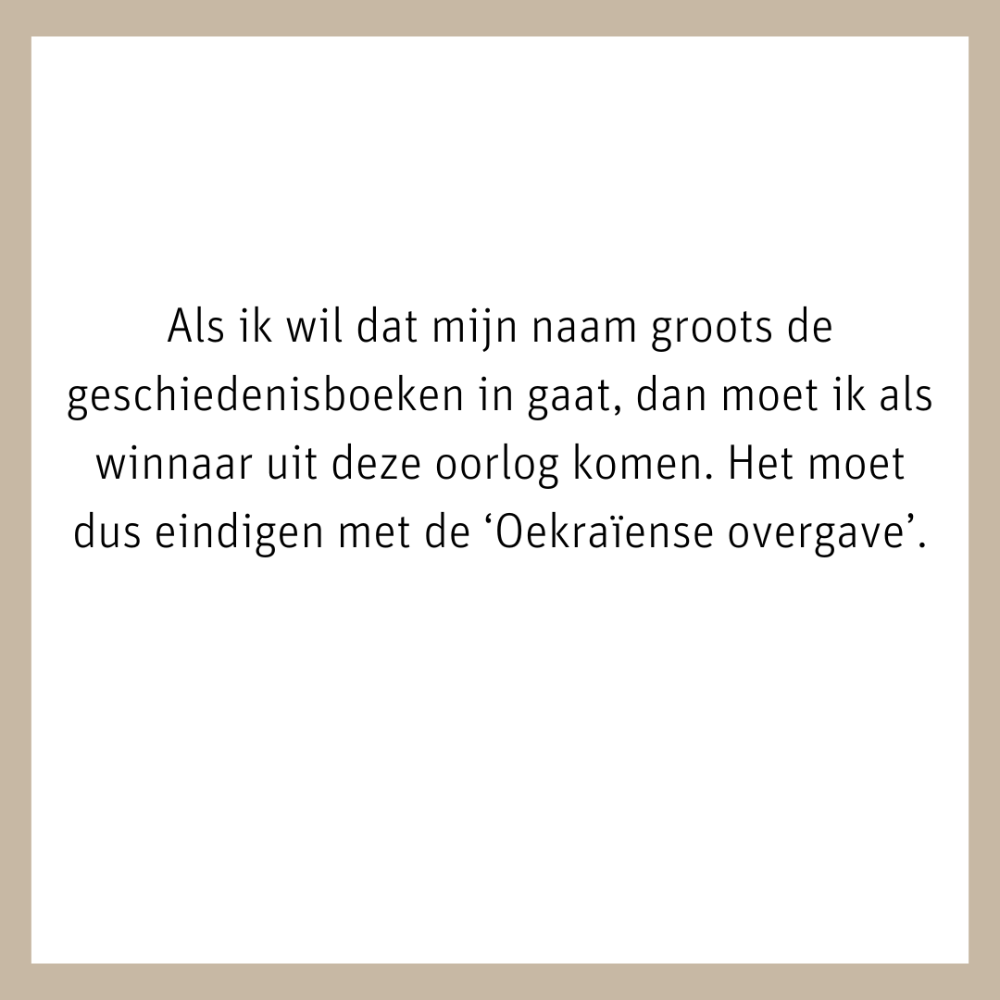 Als ik wil dat mijn naam groots de
geschiedenisboeken in gaat, dan moet ik als
winnaar uit deze oorlog komen. Het moet
dus eindigen met de ‘Oekraïense overgave’.